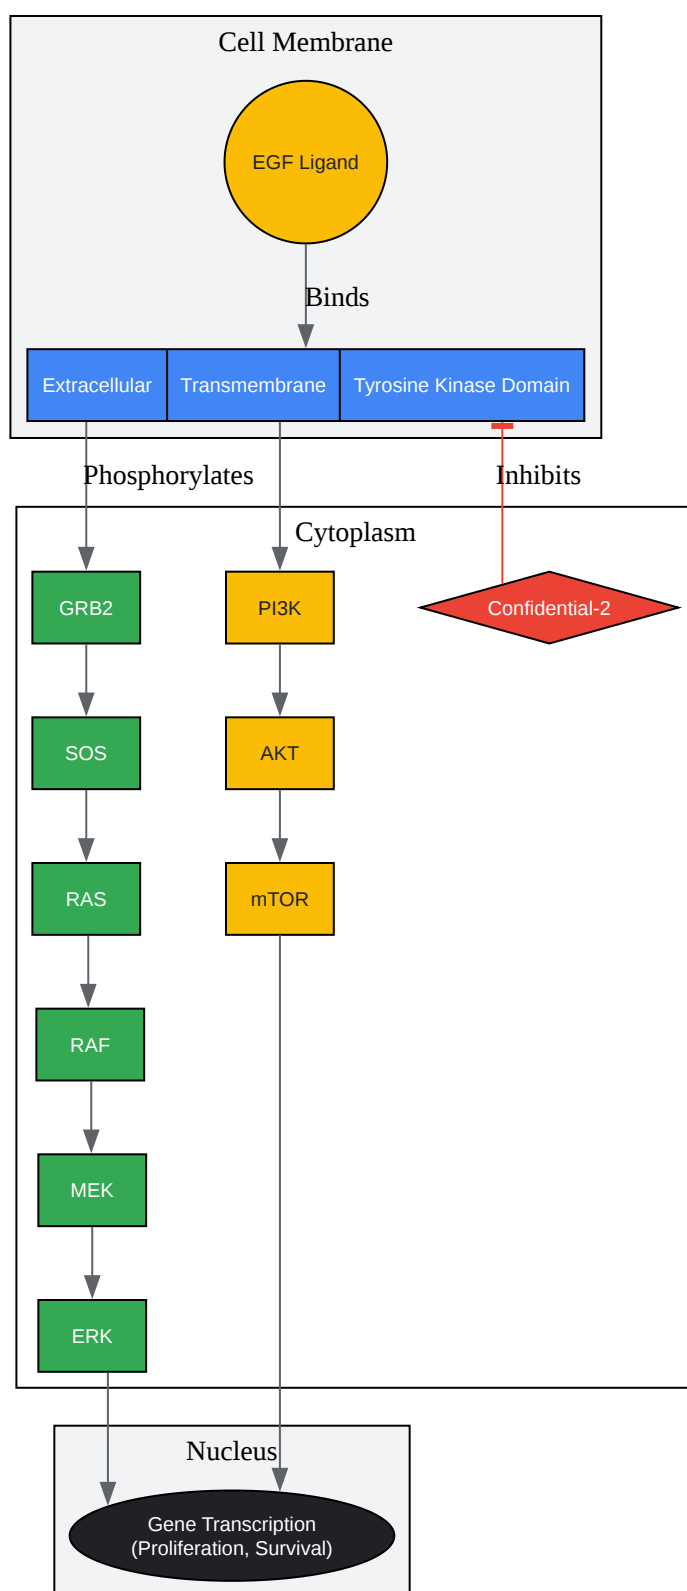 Cell Membrane
EGF Ligand
Binds
Extracellular
Transmembrane
Tyrosine Kinase Domain
Phosphorylates
Inhibits
Cytoplasm
GRB2
PI3K
Confidential-2
SOS
AKT
RAS
mTOR
RAF
MEK
ERK
Nucleus
Gene Transcription
(Proliferation, Survival)